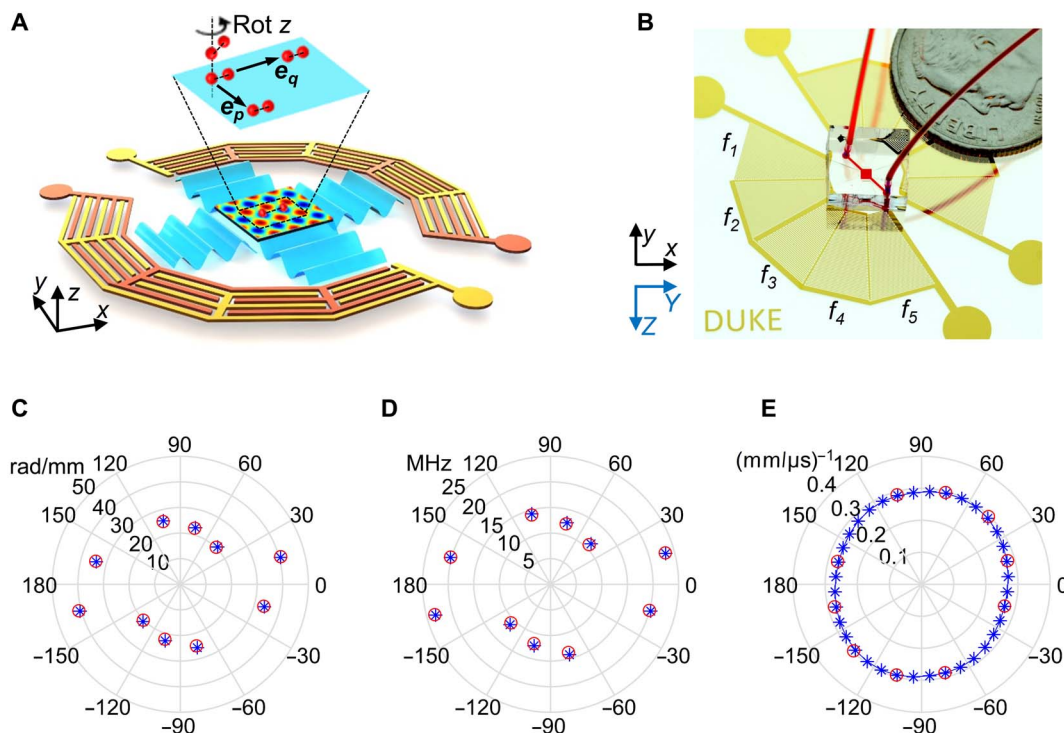 A
Rot z
e_q
e_p
y
z
x
B
LIBERTY
f_1
f_2
f_3
f_4
f_5
DUKE
y
x
Y
Z
C
rad/mm
90
120
60
50
40
30
20
10
150
30
180
0
−150
−30
−120
−60
−90
D
MHz
90
120
60
25
20
15
10
5
150
30
180
0
−150
−30
−120
−60
−90
E
(mm/µs)⁻¹
90
120
60
0.4
0.3
0.2
0.1
150
30
180
0
−150
−30
−120
−60
−90